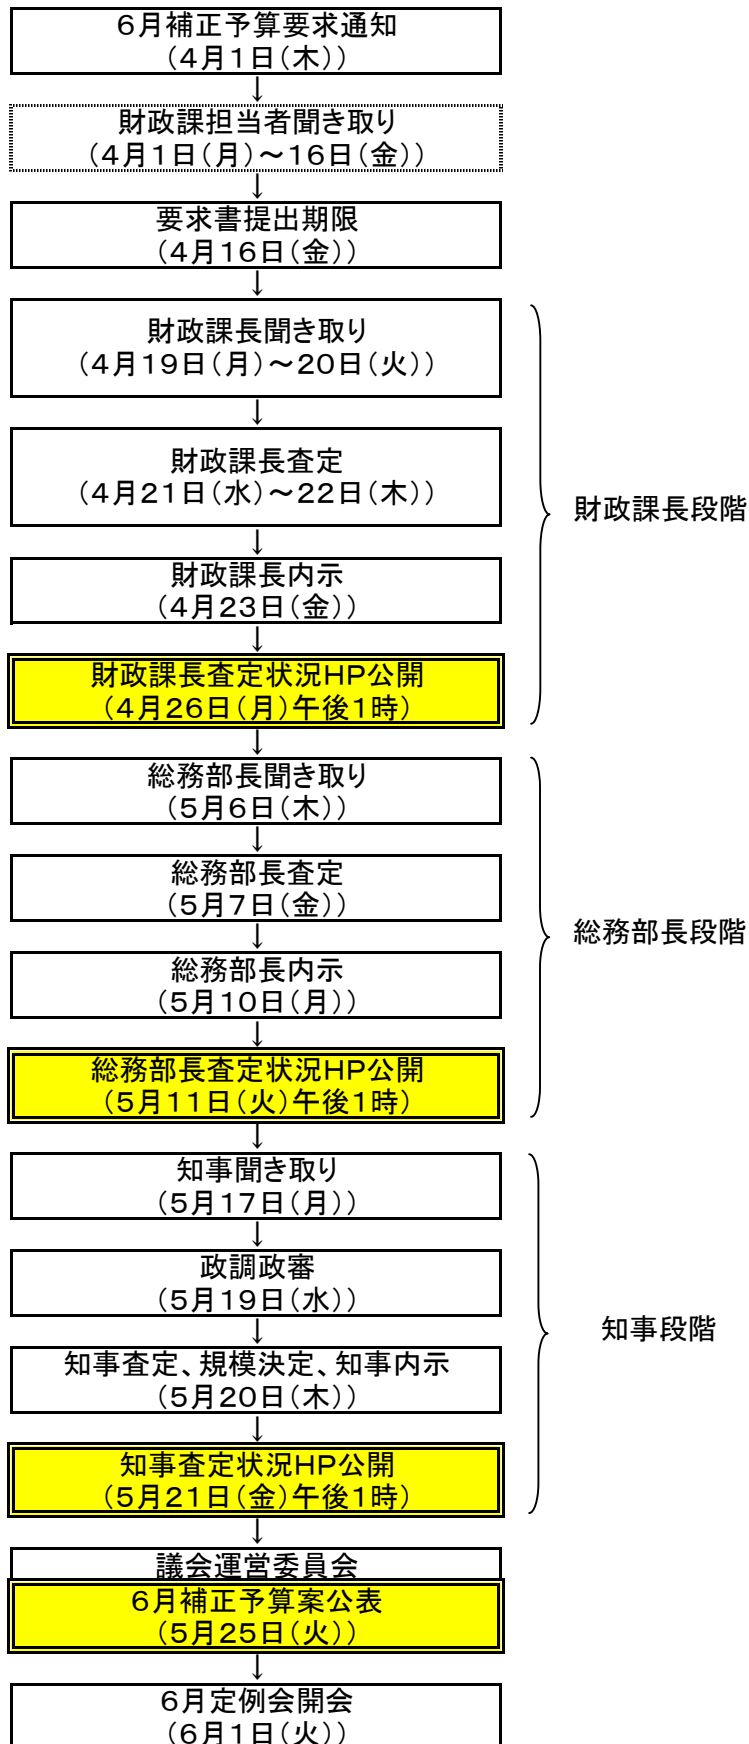 6月補正予算要求通知
(4月1日(木))
↓
財政課担当者聞き取り
(4月1日(月)～16日(金))
↓
要求書提出期限
(4月16日(金))
↓
財政課長聞き取り
(4月19日(月)～20日(火))
↓
財政課長査定
(4月21日(水)～22日(木))
↓
財政課長内示
(4月23日(金))
↓
財政課長査定状況HP公開
(4月26日(月)午後1時)
財政課長段階
↓
総務部長聞き取り
(5月6日(木))
↓
総務部長査定
(5月7日(金))
↓
総務部長内示
(5月10日(月))
↓
総務部長査定状況HP公開
(5月11日(火)午後1時)
総務部長段階
↓
知事聞き取り
(5月17日(月))
↓
政調政審
(5月19日(水))
↓
知事査定、規模決定、知事内示
(5月20日(木))
↓
知事査定状況HP公開
(5月21日(金)午後1時)
知事段階
↓
議会運営委員会
6月補正予算案公表
(5月25日(火))
↓
6月定例会開会
(6月1日(火))